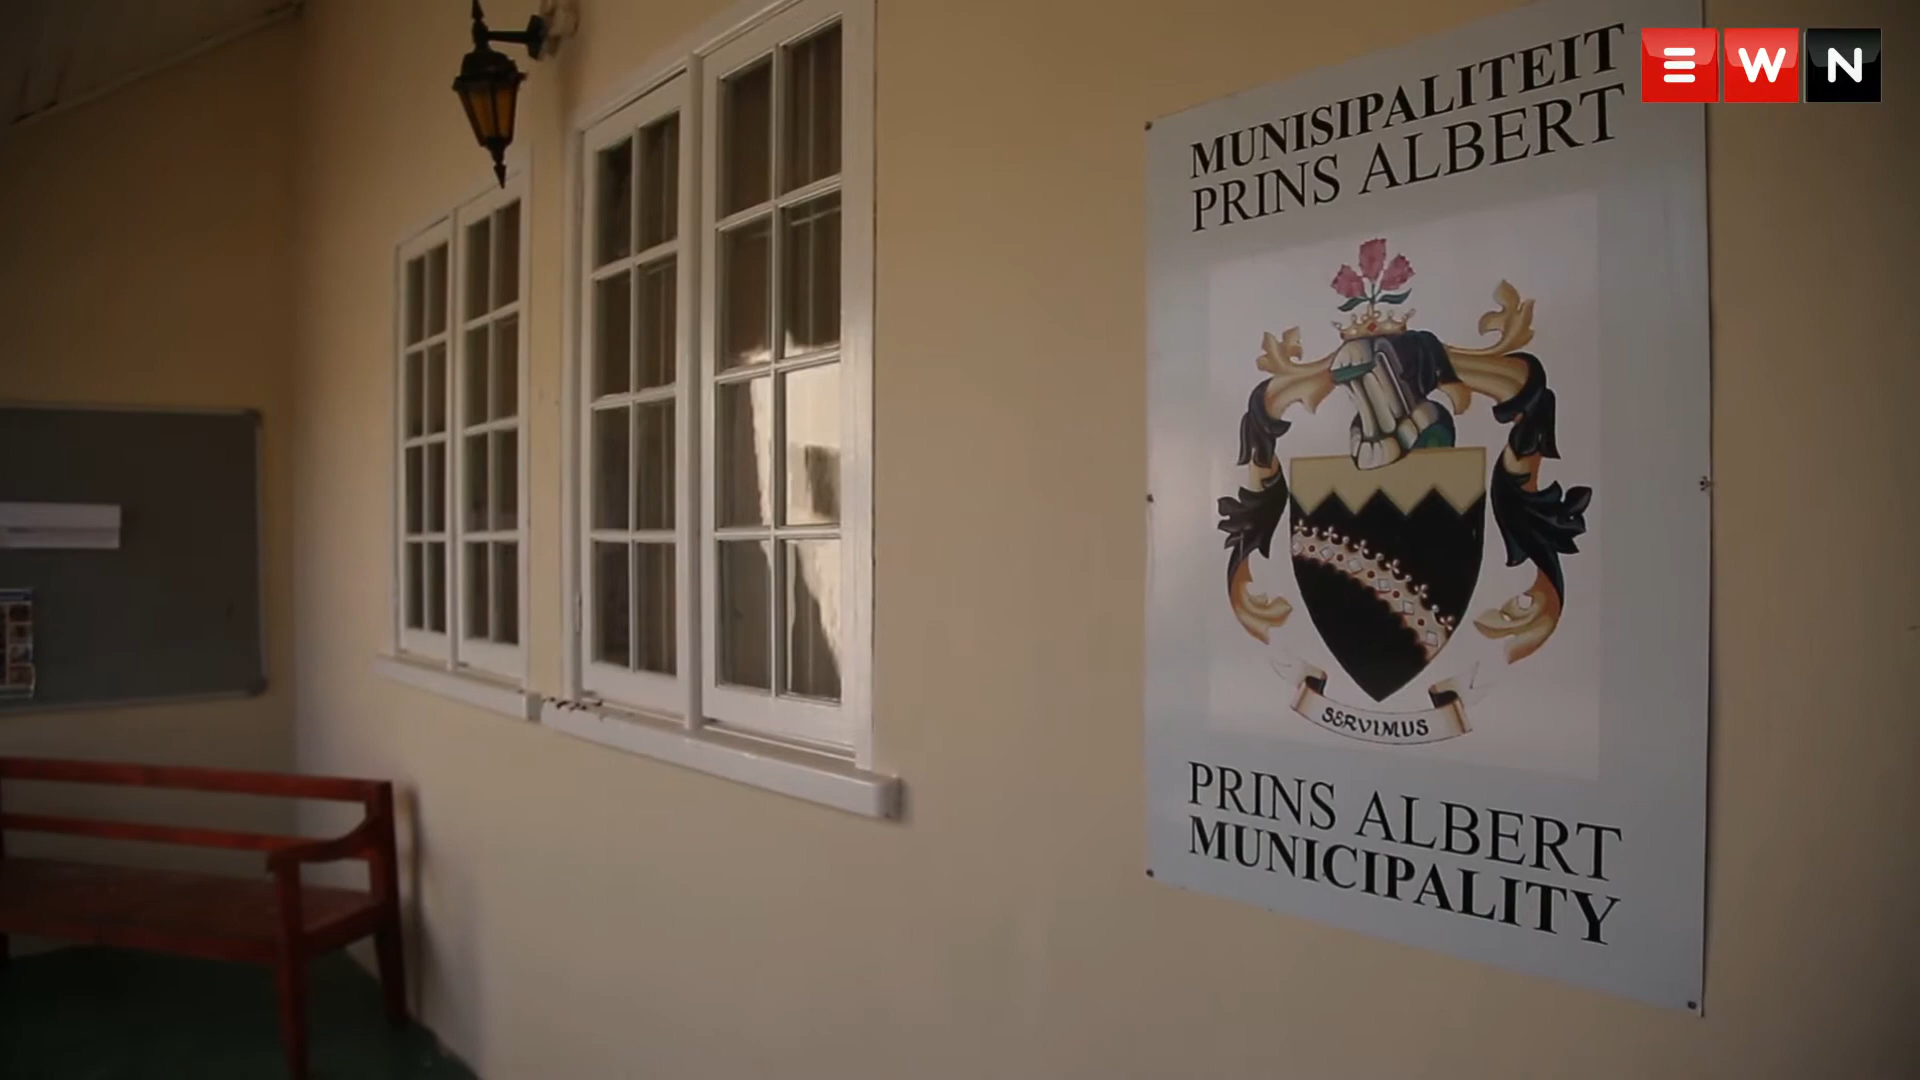 MUNISIPALITEIT
PRINS ALBERT
SERVIMUS
PRINS ALBERT
MUNICIPALITY
EWN